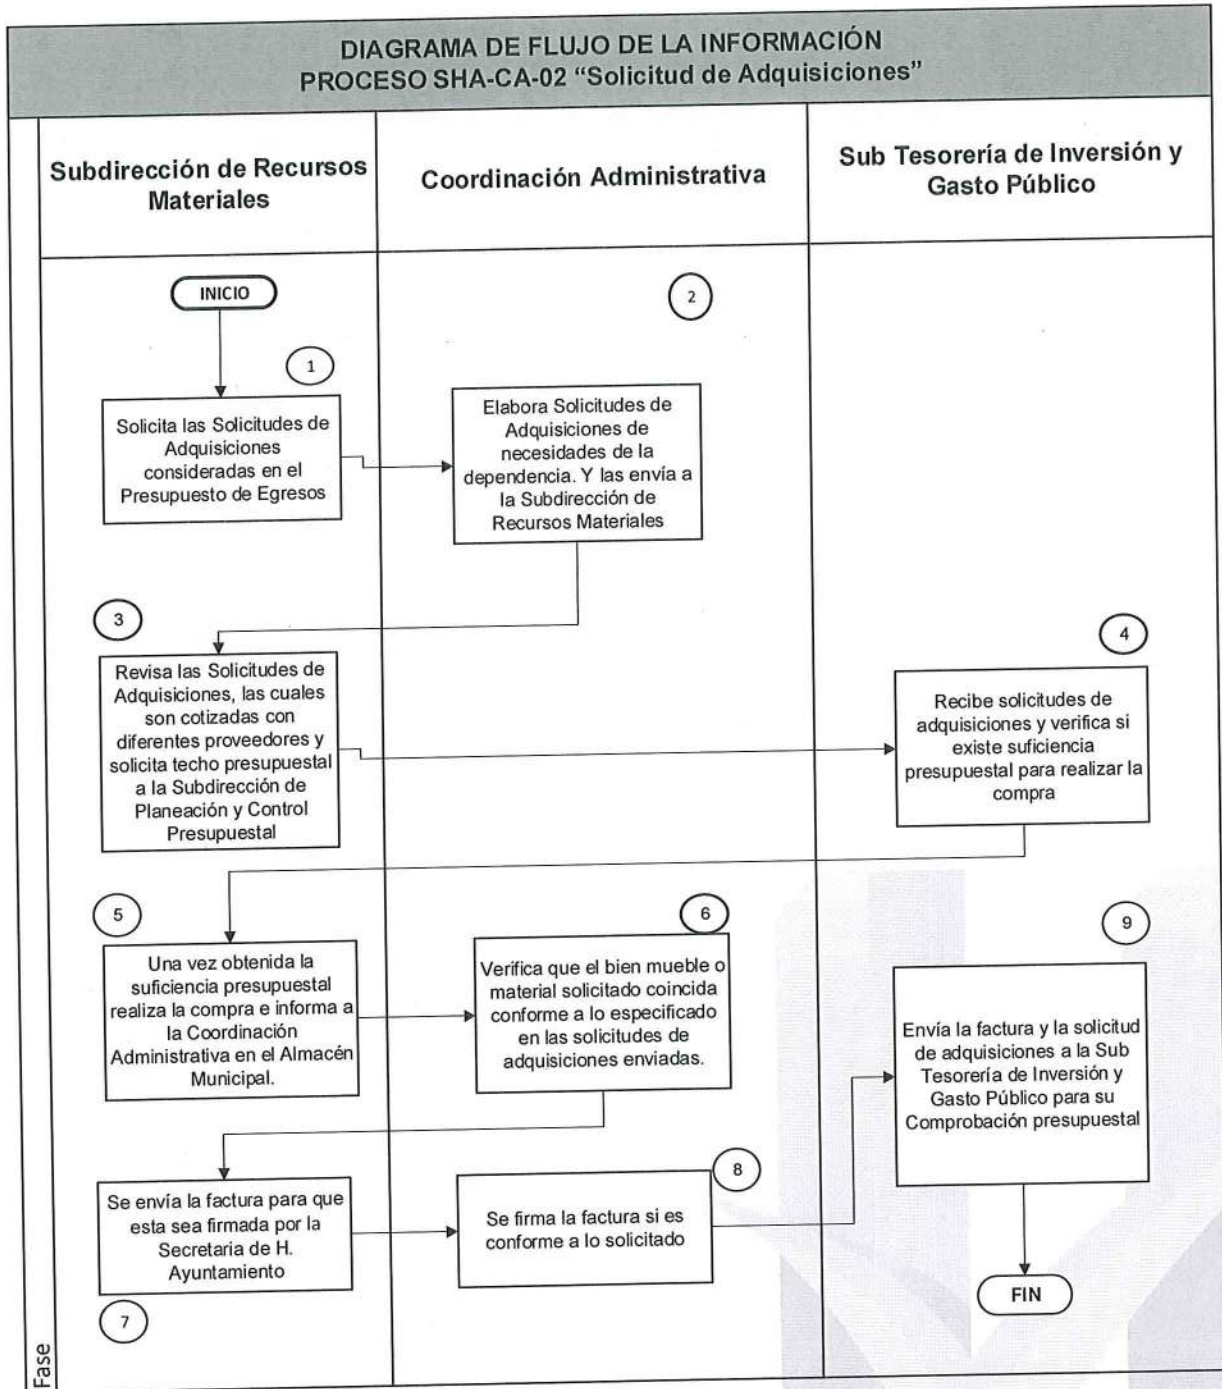 DIAGRAMA DE FLUJO DE LA INFORMACIÓN
PROCESO SHA-CA-02 “Solicitud de Adquisiciones”
Subdirección de Recursos
Materiales
Coordinación Administrativa
Sub Tesorería de Inversión y
Gasto Público
INICIO
1
Solicita las Solicitudes de
Adquisiciones
consideradas en el
Presupuesto de Egresos
2
Elabora Solicitudes de
Adquisiciones de
necesidades de la
dependencia. Y las envía a
la Subdirección de
Recursos Materiales
3
Revisa las Solicitudes de
Adquisiciones, las cuales
son cotizadas con
diferentes proveedores y
solicita techo presupuestal
a la Subdirección de
Planeación y Control
Presupuestal
4
Recibe solicitudes de
adquisiciones y verifica si
existe suficiencia
presupuestal para realizar la
compra
5
Una vez obtenida la
suficiencia presupuestal
realiza la compra e informa a
la Coordinación
Administrativa en el Almacén
Municipal.
6
Verifica que el bien mueble o
material solicitado coincida
conforme a lo especificado
en las solicitudes de
adquisiciones enviadas.
7
Se envía la factura para que
esta sea firmada por la
Secretaria de H.
Ayuntamiento
8
Se firma la factura si es
conforme a lo solicitado
9
Envía la factura y la solicitud
de adquisiciones a la Sub
Tesorería de Inversión y
Gasto Público para su
Comprobación presupuestal
FIN
Fase